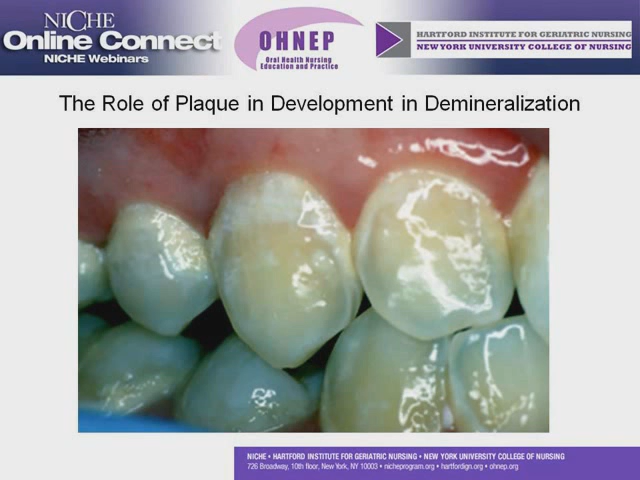 NICHE
Online Connect
NICHE Webinars
OHNEP
Oral Health Nursing
Education and Practice
HARTFORD INSTITUTE FOR GERIATRIC NURSING
NEW YORK UNIVERSITY COLLEGE OF NURSING
The Role of Plaque in Development in Demineralization
NICHE • HARTFORD INSTITUTE FOR GERIATRIC NURSING • NEW YORK UNIVERSITY COLLEGE OF NURSING
726 Broadway, 10th floor, New York, NY 10003 • nicheprogram.org • hartfordign.org • ohnep.org